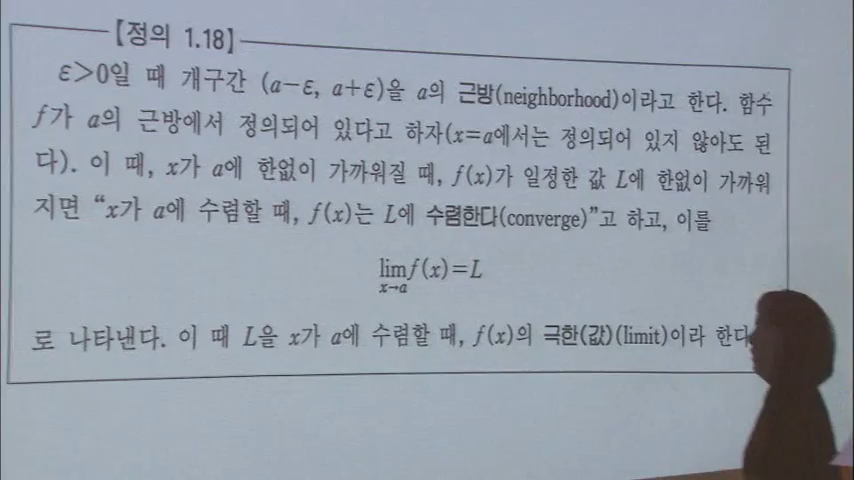 【정의 1.18】
ε>0일 때 개구간 (a−ε, a+ε)을 a의 근방(neighborhood)이라고 한다. 함수
f가 a의 근방에서 정의되어 있다고 하자(x=a에서는 정의되어 있지 않아도 된
다). 이 때, x가 a에 한없이 가까워질 때, f(x)가 일정한 값 L에 한없이 가까워
지면 “x가 a에 수렴할 때, f(x)는 L에 수렴한다(converge)”고 하고, 이를
lim f(x)=L
x→a
로 나타낸다. 이 때 L을 x가 a에 수렴할 때, f(x)의 극한(값)(limit)이라 한다